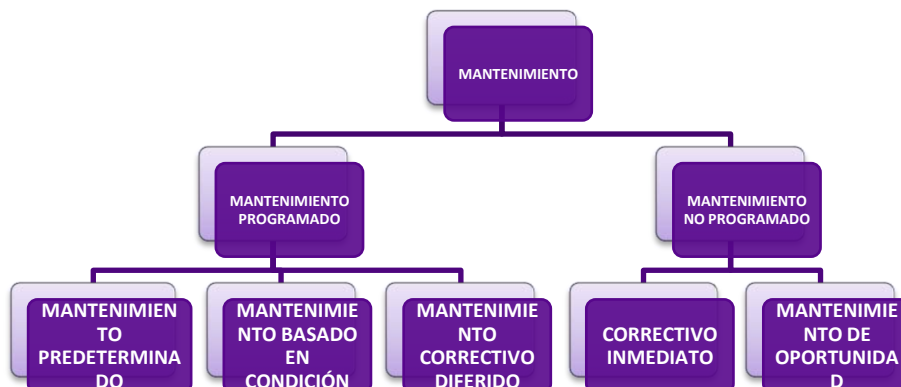 MANTENIMIENTO
MANTENIMIENTO
PROGRAMADO
MANTENIMIENTO
NO PROGRAMADO
MANTENIMIEN
TO
PREDETERMINA
DO
MANTENIMIE
NTO BASADO
EN
CONDICIÓN
MANTENIMIE
NTO
CORRECTIVO
DIFERIDO
CORRECTIVO
INMEDIATO
MANTENIMIE
NTO DE
OPORTUNIDA
D